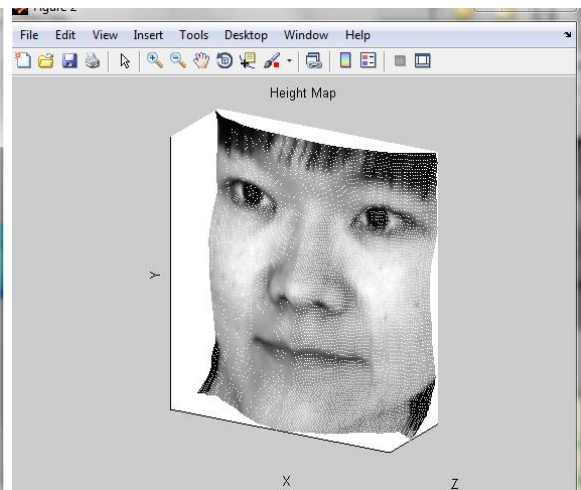 Figure 2
File Edit View Insert Tools Desktop Window Help
Height Map
Y
X
Z